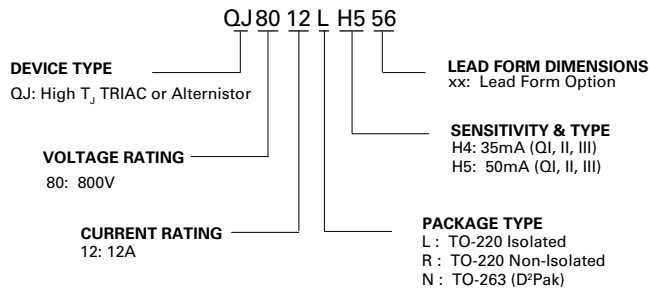 QJ 80 12 L H5 56
DEVICE TYPE
QJ: High TJ TRIAC or Alternistor
VOLTAGE RATING
80: 800V
CURRENT RATING
12: 12A
LEAD FORM DIMENSIONS
xx: Lead Form Option
SENSITIVITY & TYPE
H4: 35mA (QI, II, III)
H5: 50mA (QI, II, III)
PACKAGE TYPE
L : TO-220 Isolated
R : TO-220 Non-Isolated
N : TO-263 (D²Pak)